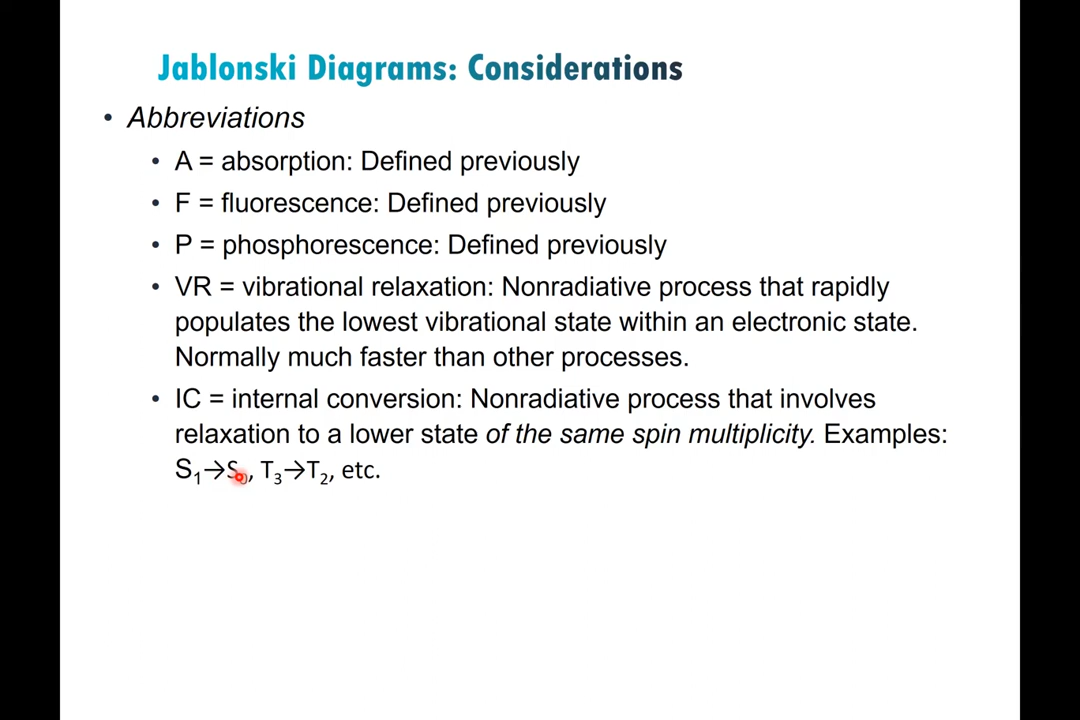 Jablonski Diagrams: Considerations
• Abbreviations
• A = absorption: Defined previously
• F = fluorescence: Defined previously
• P = phosphorescence: Defined previously
• VR = vibrational relaxation: Nonradiative process that rapidly
populates the lowest vibrational state within an electronic state.
Normally much faster than other processes.
• IC = internal conversion: Nonradiative process that involves
relaxation to a lower state of the same spin multiplicity. Examples:
S₁→S₀, T₃→T₂, etc.